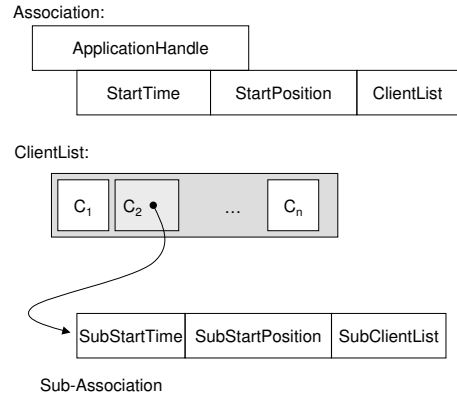 Association:
ApplicationHandle
StartTime StartPosition ClientList
ClientList:
C1 C2 … Cn
SubStartTime SubStartPosition SubClientList
Sub-Association